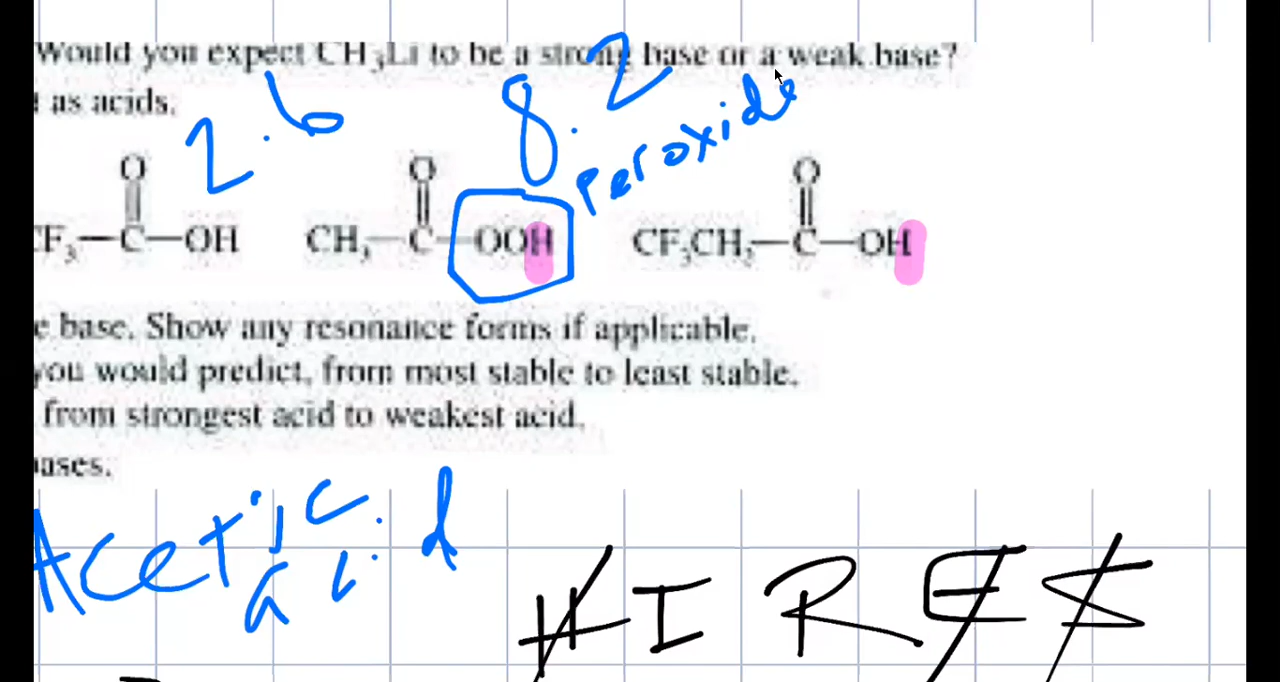 Would you expect CH₃Li to be a strong base or a weak base?
as acids.
2.6 8.2
peroxide
O O O
CF₃—C—OH CH₃—C—OOH CF₃CH₂—C—OH
e base. Show any resonance forms if applicable.
you would predict, from most stable to least stable.
from strongest acid to weakest acid.
bases.
Acetic
acid
H I R E S